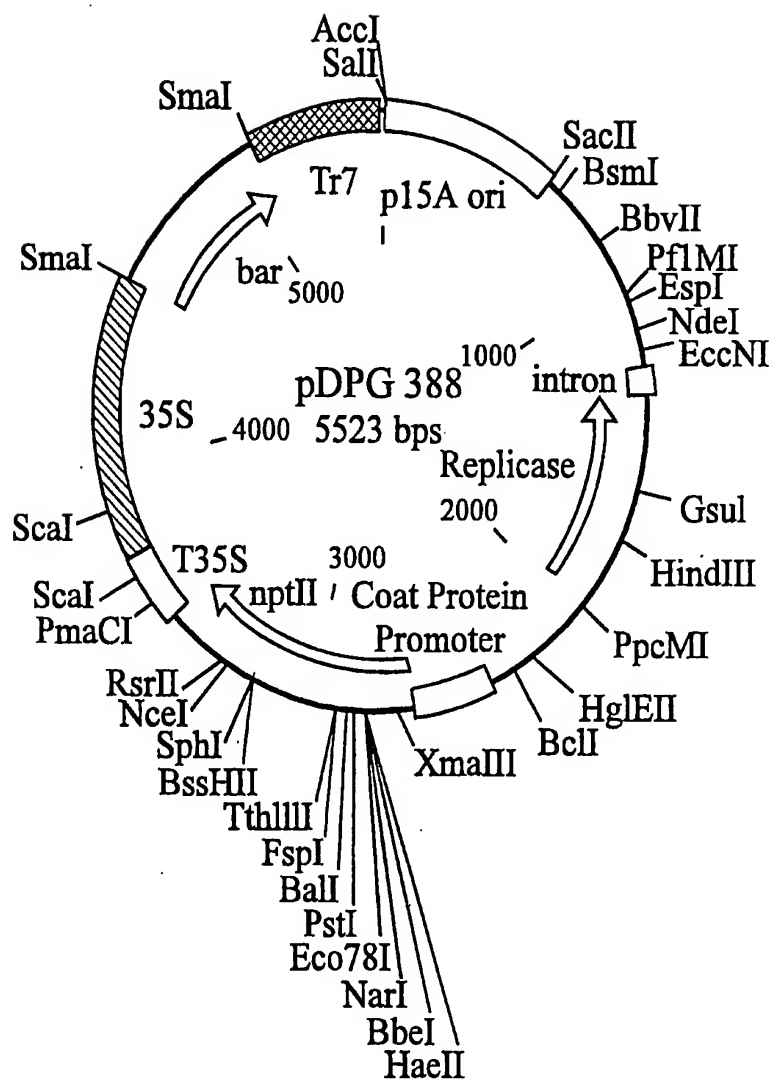 AccI
SalI
SmaI
SacII
BsmI
Tr7
p15A ori
BbvII
PflMI
EspI
NdeI
EccNI
SmaI
bar
5000
1000
intron
pDPG 388
5523 bps
35S
4000
Replicase
2000
GsuI
HindIII
ScaI
T35S
3000
ScaI
nptII
Coat Protein
Promoter
PmaCI
PpcMI
RsrII
NceI
SphI
BssHII
HglEII
BclI
XmaIII
TthlllI
FspI
BalI
PstI
Eco78I
NarI
BbeI
HaeII